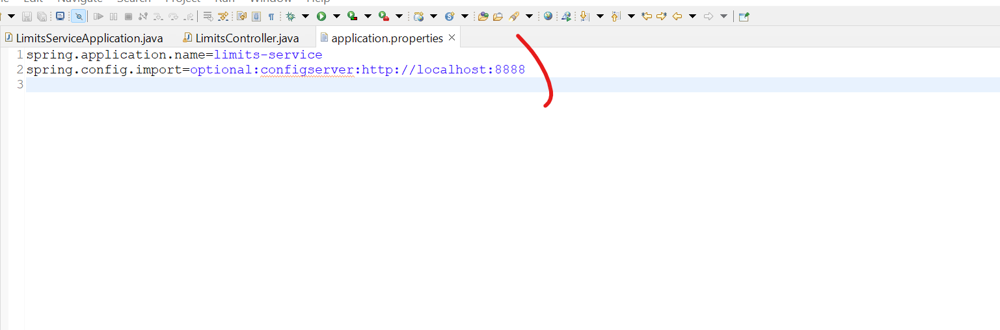 Edit Navigate Search Project Run Window Help
LimitsServiceApplication.java LimitsController.java application.properties
1 spring.application.name=limits-service
2 spring.config.import=optional:configserver:http://localhost:8888
3